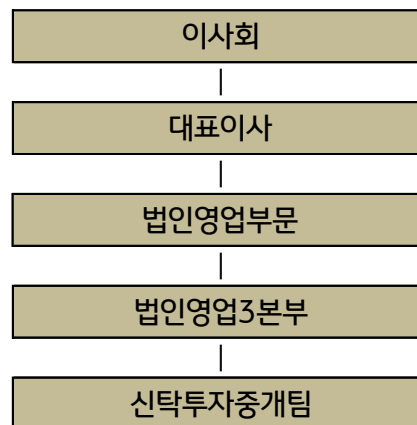 이사회
대표이사
법인영업부문
법인영업3본부
신탁투자중개팀